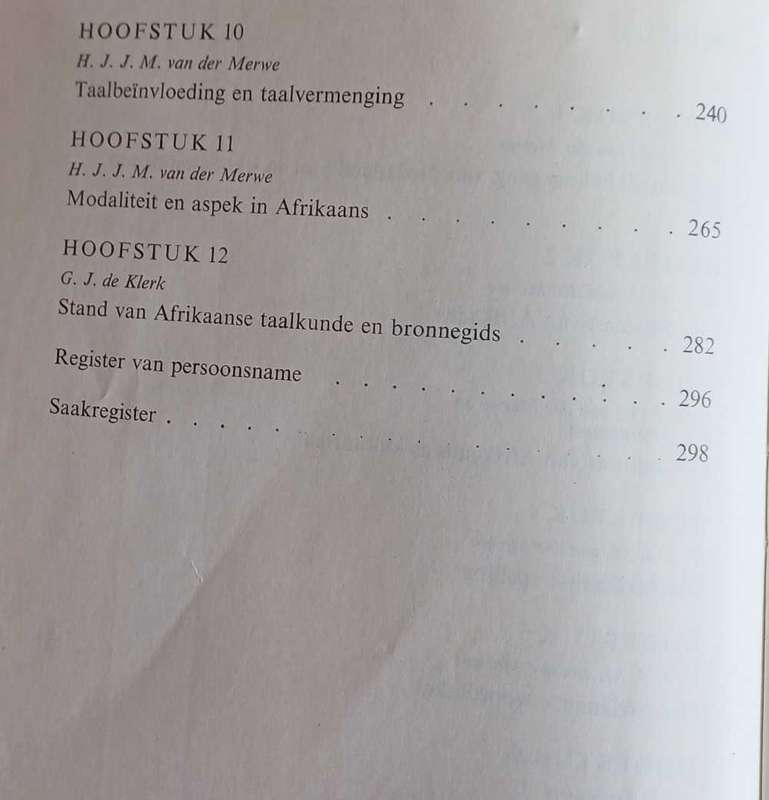 HOOFSTUK 10
H. J. J. M. van der Merwe
Taalbeïnvloeding en taalvermenging . . . . . . . . 240
HOOFSTUK 11
H. J. J. M. van der Merwe
Modaliteit en aspek in Afrikaans . . . . . . . . . 265
HOOFSTUK 12
G. J. de Klerk
Stand van Afrikaanse taalkunde en bronnegids . . . . . 282
Register van persoonsname . . . . . . . . . . . 296
Saakregister . . . . . . . . . . . . . . . . 298